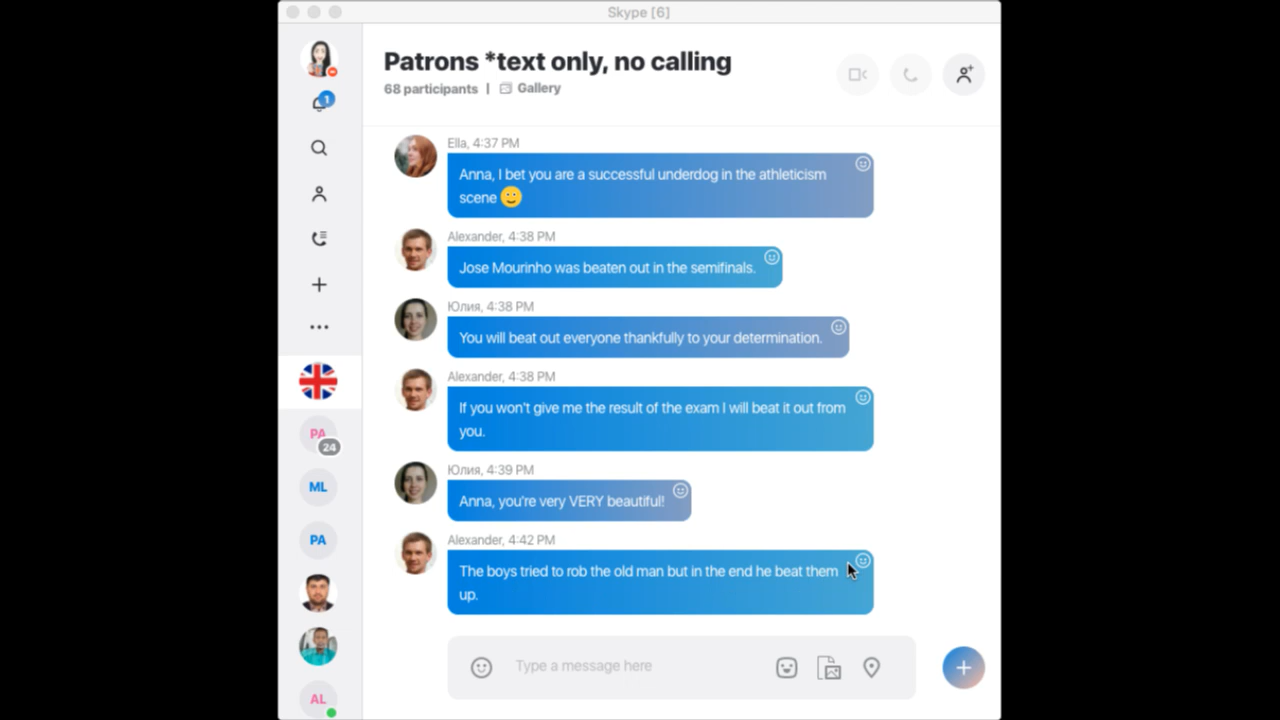 Skype [6]
Patrons *text only, no calling
68 participants | Gallery
1
Ella, 4:37 PM
Anna, I bet you are a successful underdog in the athleticism
scene
Alexander, 4:38 PM
Jose Mourinho was beaten out in the semifinals.
Юлия, 4:38 PM
You will beat out everyone thankfully to your determination.
Alexander, 4:38 PM
If you won't give me the result of the exam I will beat it out from
you.
PA
24
Юлия, 4:39 PM
ML
Anna, you're very VERY beautiful!
PA
Alexander, 4:42 PM
The boys tried to rob the old man but in the end he beat them
up.
Type a message here
AL